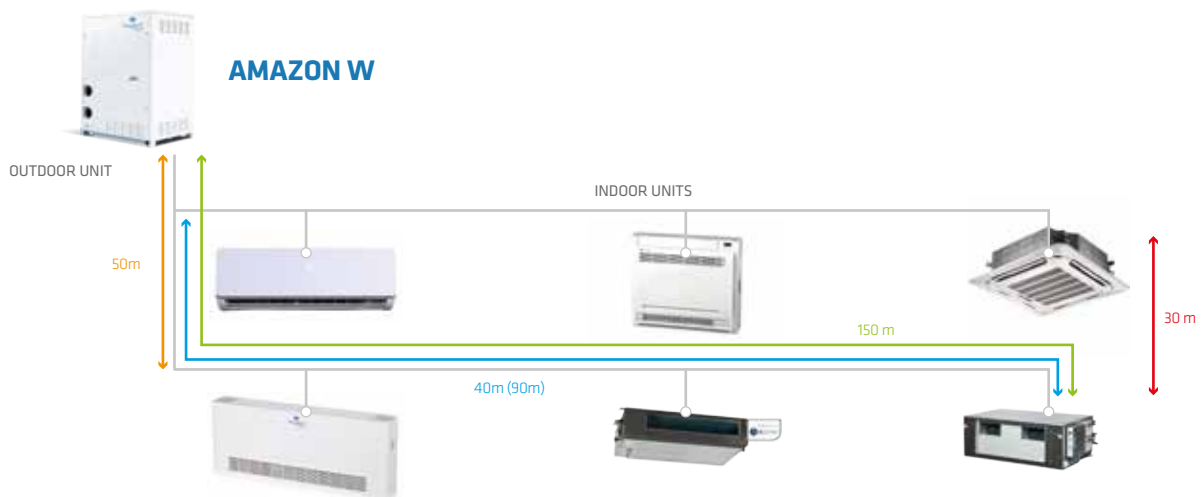 AMAZON W
OUTDOOR UNIT
INDOOR UNITS
50m
30 m
150 m
40m (90m)